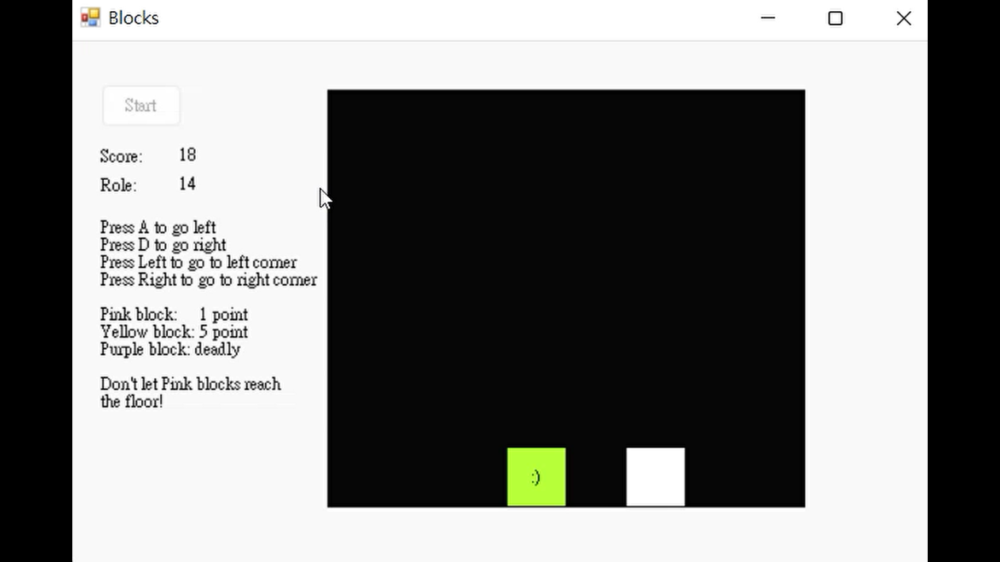 Blocks
Start
Score: 18
Role: 14
Press A to go left
Press D to go right
Press Left to go to left corner
Press Right to go to right corner
Pink block: 1 point
Yellow block: 5 point
Purple block: deadly
Don't let Pink blocks reach
the floor!
:)